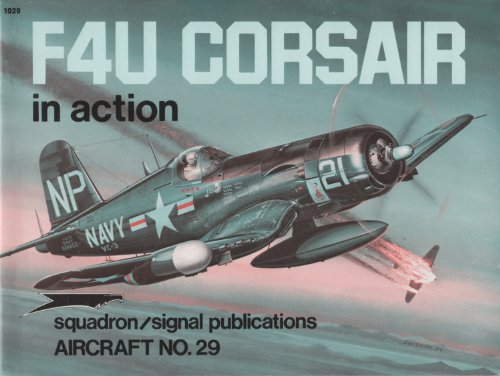 1029
F4U CORSAIR
in action
NP
21
NAVY
VC-3
squadron/signal publications
AIRCRAFT NO. 29